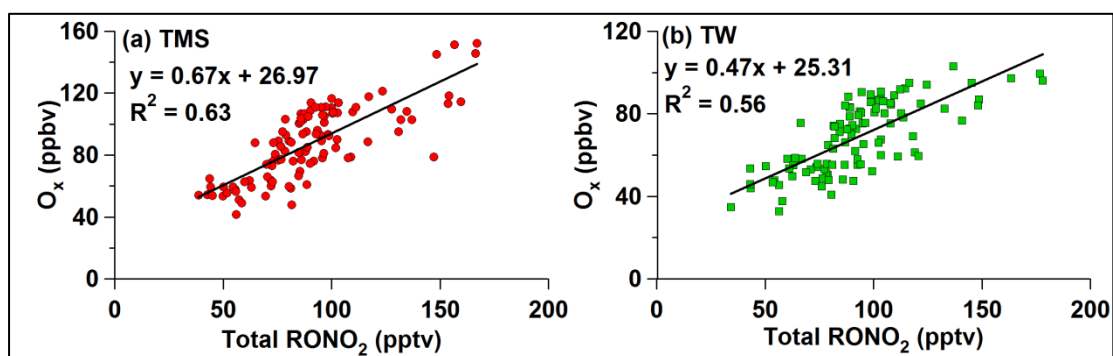 (a) TMS
y = 0.67x + 26.97
R² = 0.63
160
120
80
40
0
Oₓ (ppbv)
0 50 100 150 200
Total RONO₂ (pptv)
(b) TW
y = 0.47x + 25.31
R² = 0.56
120
80
40
0
Oₓ (ppbv)
0 50 100 150 200
Total RONO₂ (pptv)